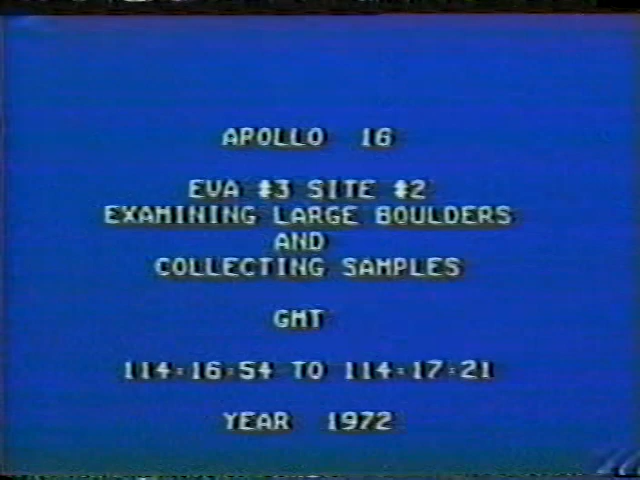 APOLLO 16
EVA #3 SITE #2
EXAMINING LARGE BOULDERS
AND
COLLECTING SAMPLES
GMT
114:16:54 TO 114:17:21
YEAR 1972